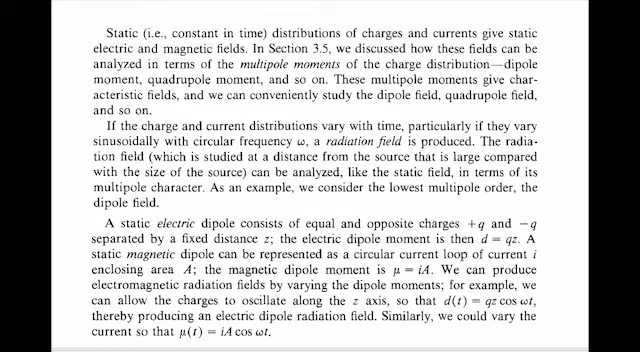 Static (i.e., constant in time) distributions of charges and currents give static
electric and magnetic fields. In Section 3.5, we discussed how these fields can be
analyzed in terms of the multipole moments of the charge distribution—dipole
moment, quadrupole moment, and so on. These multipole moments give char-
acteristic fields, and we can conveniently study the dipole field, quadrupole field,
and so on.
If the charge and current distributions vary with time, particularly if they vary
sinusoidally with circular frequency ω, a radiation field is produced. The radia-
tion field (which is studied at a distance from the source that is large compared
with the size of the source) can be analyzed, like the static field, in terms of its
multipole character. As an example, we consider the lowest multipole order, the
dipole field.
A static electric dipole consists of equal and opposite charges +q and −q
separated by a fixed distance z; the electric dipole moment is then d = qz. A
static magnetic dipole can be represented as a circular current loop of current i
enclosing area A; the magnetic dipole moment is μ = iA. We can produce
electromagnetic radiation fields by varying the dipole moments; for example, we
can allow the charges to oscillate along the z axis, so that d(t) = qz cos ωt,
thereby producing an electric dipole radiation field. Similarly, we could vary the
current so that μ(t) = iA cos ωt.